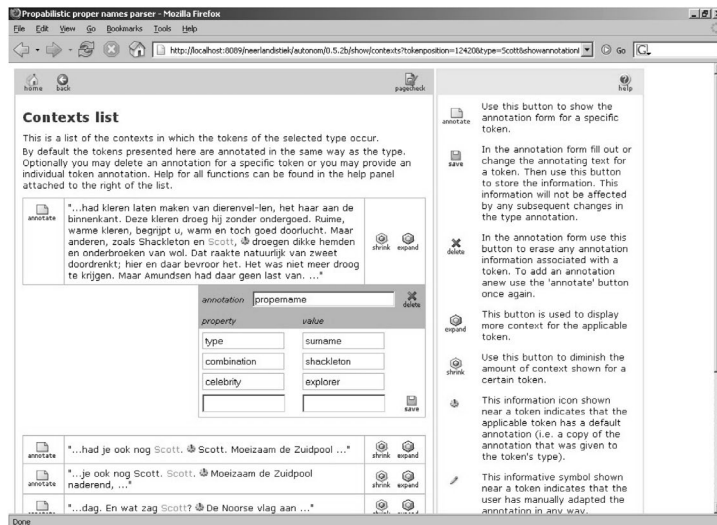 Propabilistic proper names parser - Mozilla Firefox
File Edit View Go Bookmarks Tools Help
http://localhost:8089/neerlandistiek/autonom/0.5.2b/show/contexts?tokenposition=12420&type=Scott&showannotationl
Go
home back pagecheck
Contexts list
This is a list of the contexts in which the tokens of the selected type occur.
By default the tokens presented here are annotated in the same way as the type.
Optionally you may delete an annotation for a specific token or you may provide an
individual token annotation. Help for all functions can be found in the help panel
attached to the right of the list.
annotate
"...had kleren laten maken van dierenvel-len, het haar aan de
binnenkant. Deze kleren droeg hij zonder ondergoed. Ruime,
warme kleren, begrijpt u, warm en toch goed doorlucht. Maar
anderen, zoals Shackleton en Scott, droegen dikke hemden
en onderbroeken van wol. Dat raakte natuurlijk van zweet
doordrenkt; hier en daar bevroor het. Het was niet meer droog
te krijgen. Maar Amundsen had daar geen last van. ..."
shrink expand
annotation propername delete
property value
type surname
combination shackleton
celebrity explorer
save
annotate "...had je ook nog Scott. Scott. Moeizaam de Zuidpool ..." shrink expand
annotate "...je ook nog Scott. Scott. Moeizaam de Zuidpool
naderend, ..." shrink expand
annotate "...dag. En wat zag Scott? De Noorse vlag aan ..." shrink expand
help
annotate
Use this button to show the
annotation form for a specific
token.
save
In the annotation form fill out or
change the annotating text for
a token. Then use this button
to store the information. This
information will not be affected
by any subsequent changes in
the type annotation.
delete
In the annotation form use this
button to erase any annotation
information associated with a
token. To add an annotation
anew use the 'annotate' button
once again.
expand
This button is used to display
more context for the applicable
token.
shrink
Use this button to diminish the
amount of context shown for a
certain token.
This information icon shown
near a token indicates that the
applicable token has a default
annotation (i.e. a copy of the
annotation that was given to
the token's type).
This informative symbol shown
near a token indicates that the
user has manually adapted the
annotation in any way.
Done